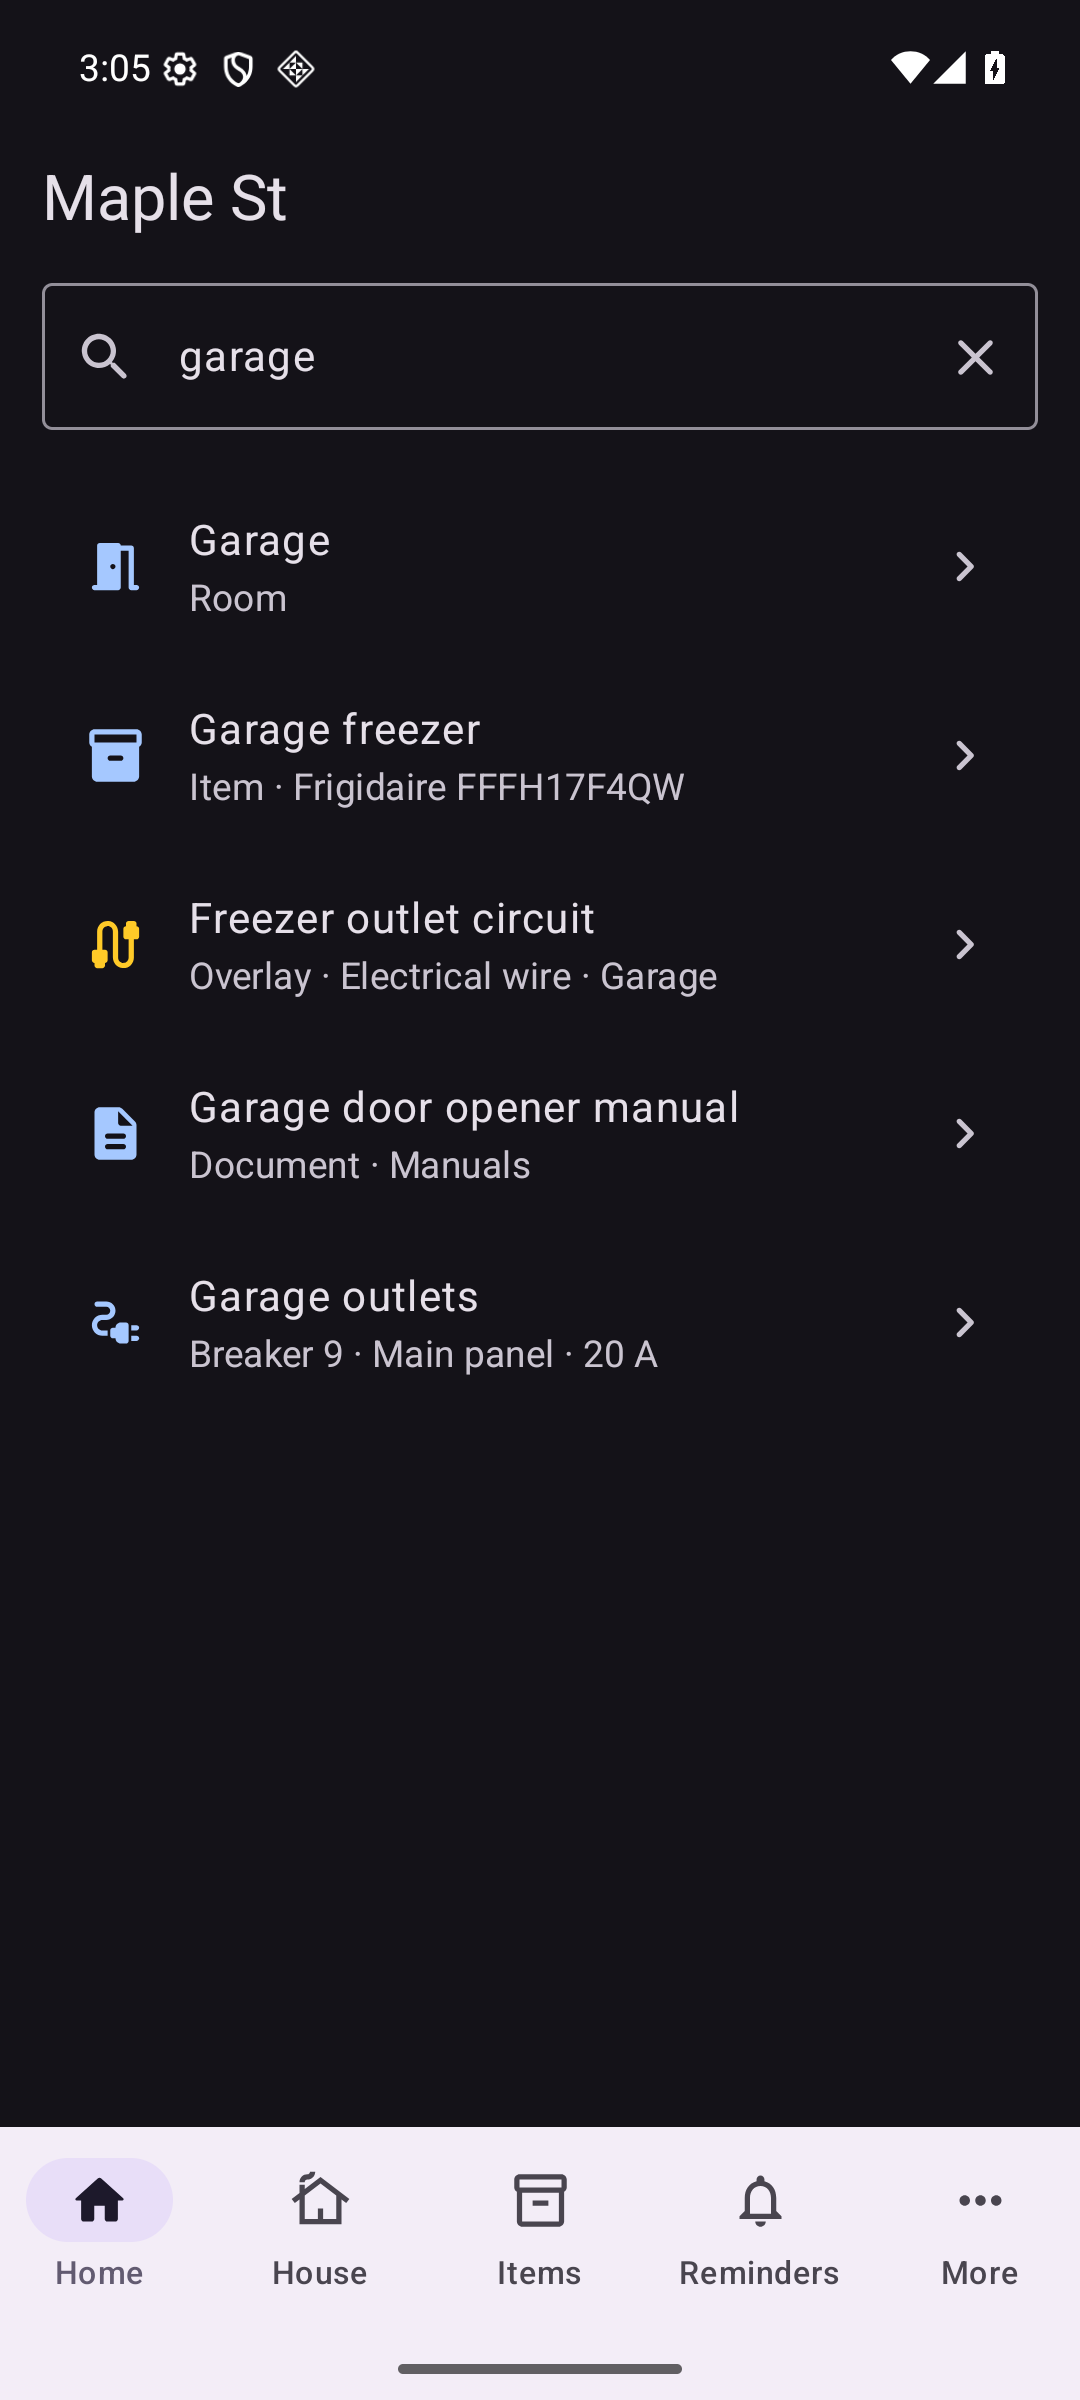 3:05
Maple St
garage
Garage
Room
Garage freezer
Item · Frigidaire FFFH17F4QW
Freezer outlet circuit
Overlay · Electrical wire · Garage
Garage door opener manual
Document · Manuals
Garage outlets
Breaker 9 · Main panel · 20 A
Home
House
Items
Reminders
More